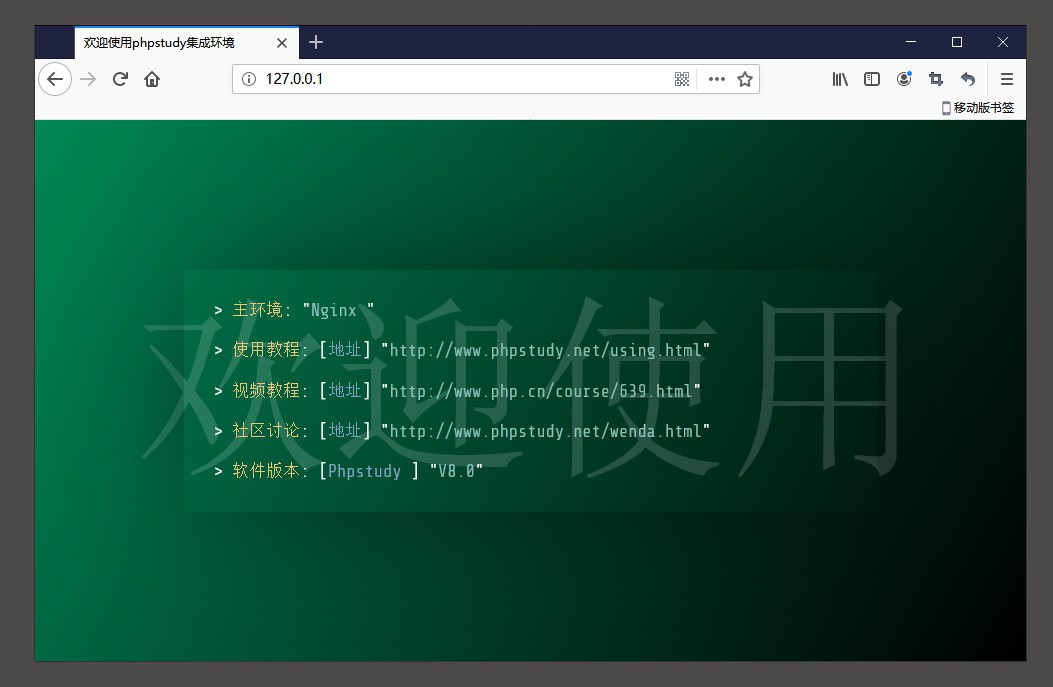 欢迎使用phpstudy集成环境
127.0.0.1
移动版书签
欢迎使用
> 主环境: "Nginx "
> 使用教程: [地址] "http://www.phpstudy.net/using.html"
> 视频教程: [地址] "http://www.php.cn/course/639.html"
> 社区讨论: [地址] "http://www.phpstudy.net/wenda.html"
> 软件版本: [Phpstudy ] "V8.0"